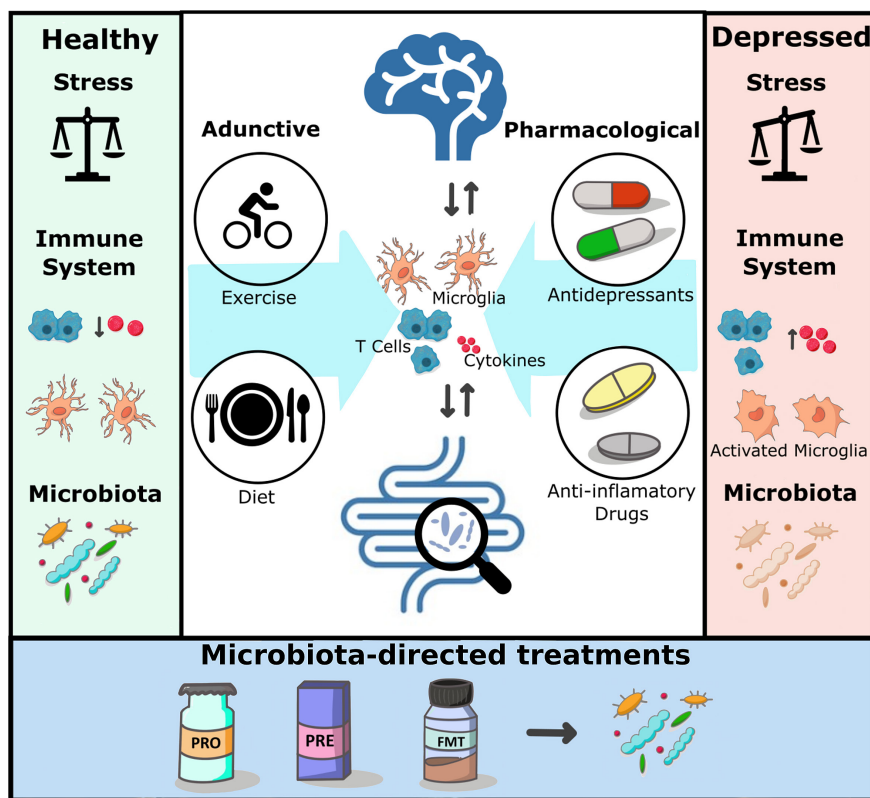 Healthy
Stress
Immune
System
Microbiota
Adunctive
Exercise
Diet
Microglia
T Cells
Cytokines
Pharmacological
Antidepressants
Anti-inflamatory
Drugs
Depressed
Stress
Immune
System
Activated Microglia
Microbiota
Microbiota-directed treatments
PRO
PRE
FMT